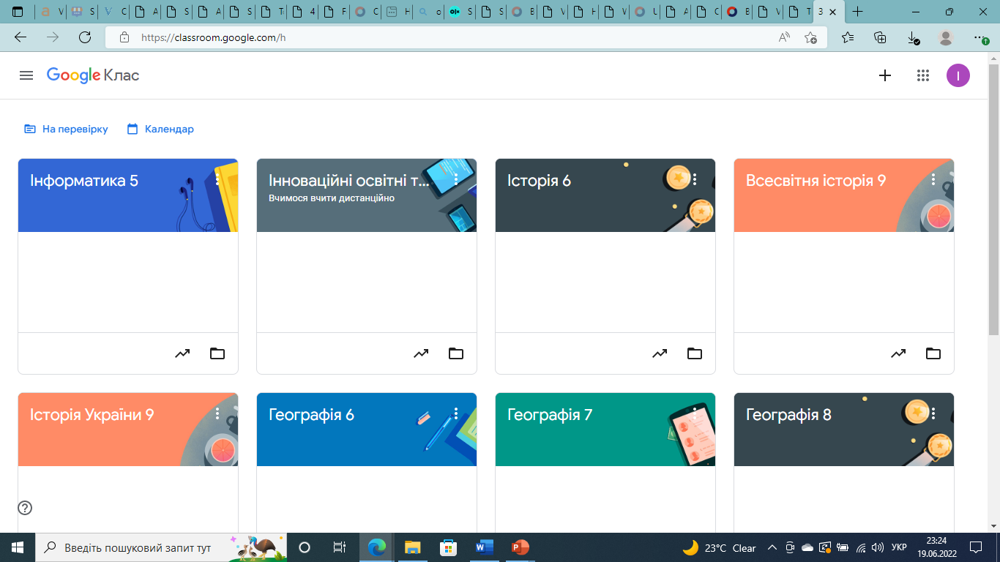 https://classroom.google.com/h
Google Клас
І
На перевірку
Календар
Інформатика 5
Інноваційні освітні т...
Вчимося вчити дистанційно
Історія 6
Всесвітня історія 9
Історія України 9
Географія 6
Географія 7
Географія 8
Введіть пошуковий запит тут
23°C Clear
УКР
23:24
19.06.2022